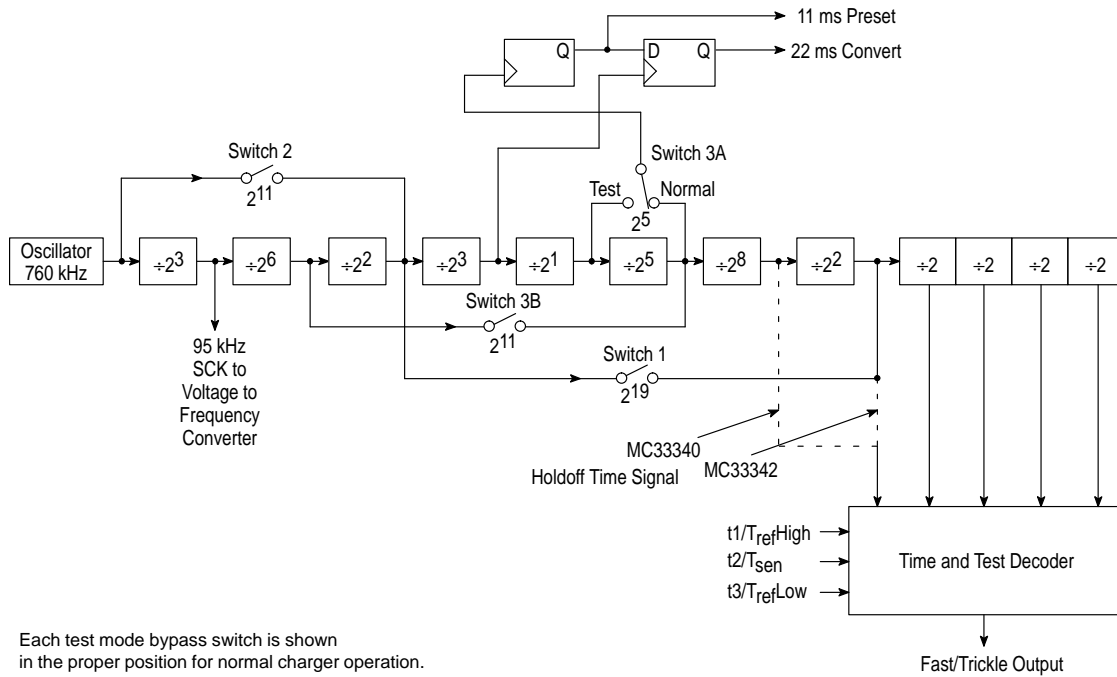 11 ms Preset
Q
D Q
22 ms Convert
Switch 3A
Switch 2
2¹¹
Test
Normal
2⁵
Oscillator
760 kHz
÷2³
÷2⁶
÷2²
÷2³
÷2¹
÷2⁵
÷2⁸
÷2²
÷2
÷2
÷2
÷2
Switch 3B
2¹¹
95 kHz
SCK to
Voltage to
Frequency
Converter
Switch 1
2¹⁹
MC33340
MC33342
Holdoff Time Signal
t1/TrefHigh
t2/Tsen
t3/TrefLow
Time and Test Decoder
Each test mode bypass switch is shown
in the proper position for normal charger operation.
Fast/Trickle Output